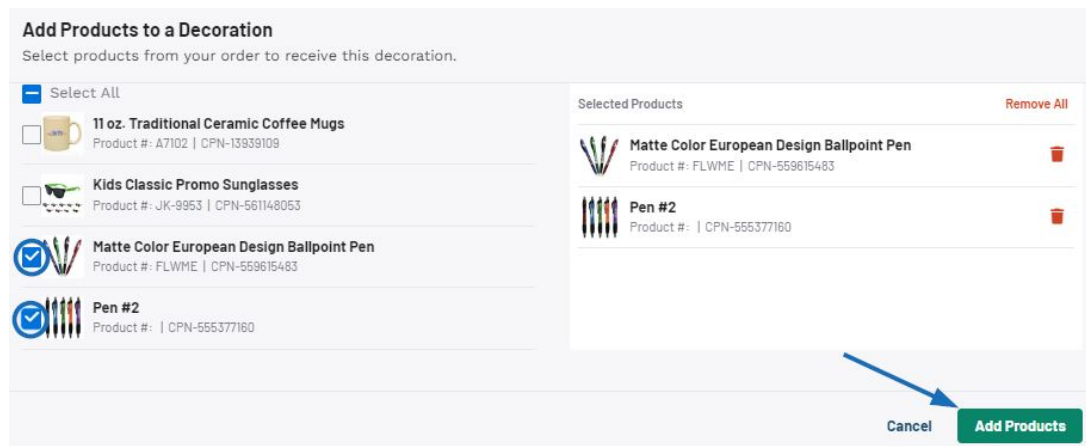 Add Products to a Decoration
Select products from your order to receive this decoration.
Select All
11 oz. Traditional Ceramic Coffee Mugs
Product #: A7102 | CPN-13939109
Kids Classic Promo Sunglasses
Product #: JK-9953 | CPN-561148053
Matte Color European Design Ballpoint Pen
Product #: FLWME | CPN-559615483
Pen #2
Product #: | CPN-555377160
Selected Products
Remove All
Matte Color European Design Ballpoint Pen
Product #: FLWME | CPN-559615483
Pen #2
Product #: | CPN-555377160
Cancel
Add Products